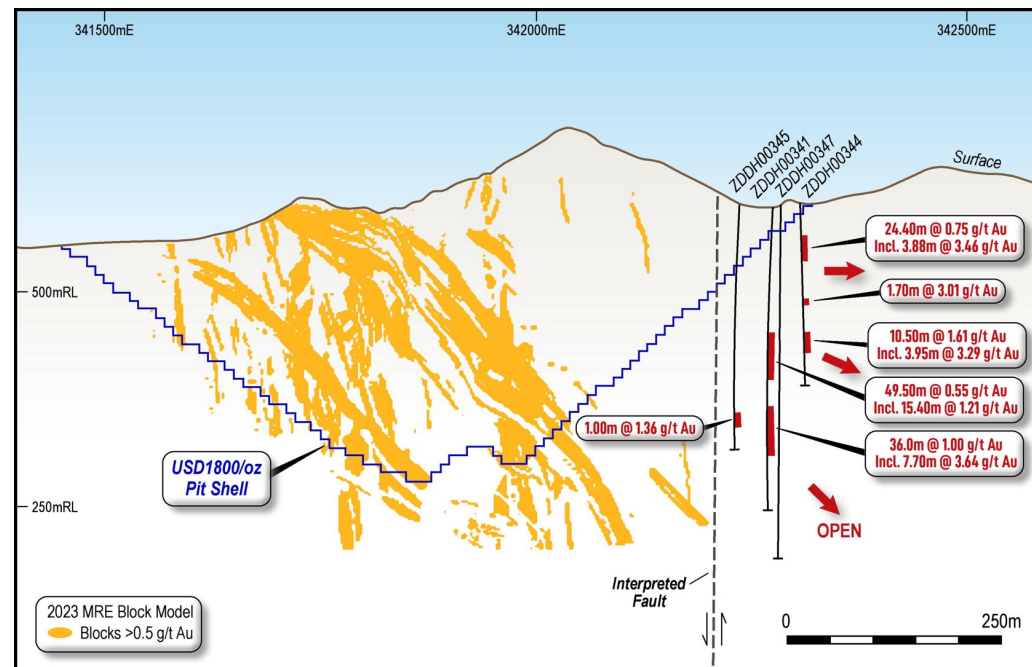 341500mE
342000mE
342500mE
ZDDH00345
ZDDH00341
ZDDH00347
ZDDH00344
Surface
24.40m @ 0.75 g/t Au
Incl. 3.88m @ 3.46 g/t Au
500mRL
1.70m @ 3.01 g/t Au
10.50m @ 1.61 g/t Au
Incl. 3.95m @ 3.29 g/t Au
49.50m @ 0.55 g/t Au
Incl. 15.40m @ 1.21 g/t Au
1.00m @ 1.36 g/t Au
36.0m @ 1.00 g/t Au
Incl. 7.70m @ 3.64 g/t Au
USD1800/oz
Pit Shell
250mRL
OPEN
Interpreted
Fault
2023 MRE Block Model
Blocks >0.5 g/t Au
0
250m